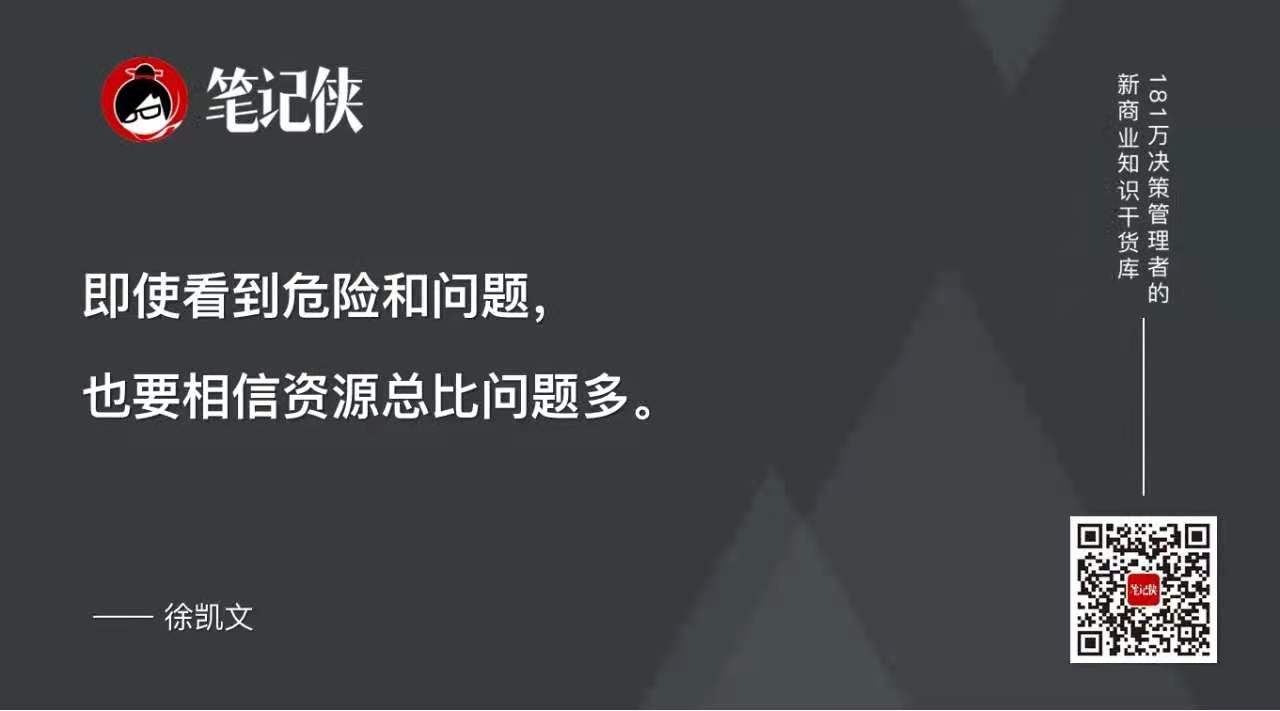 笔记侠
181万决策管理者的
新商业知识干货库
即使看到危险和问题，
也要相信资源总比问题多。
—— 徐凯文
笔记侠